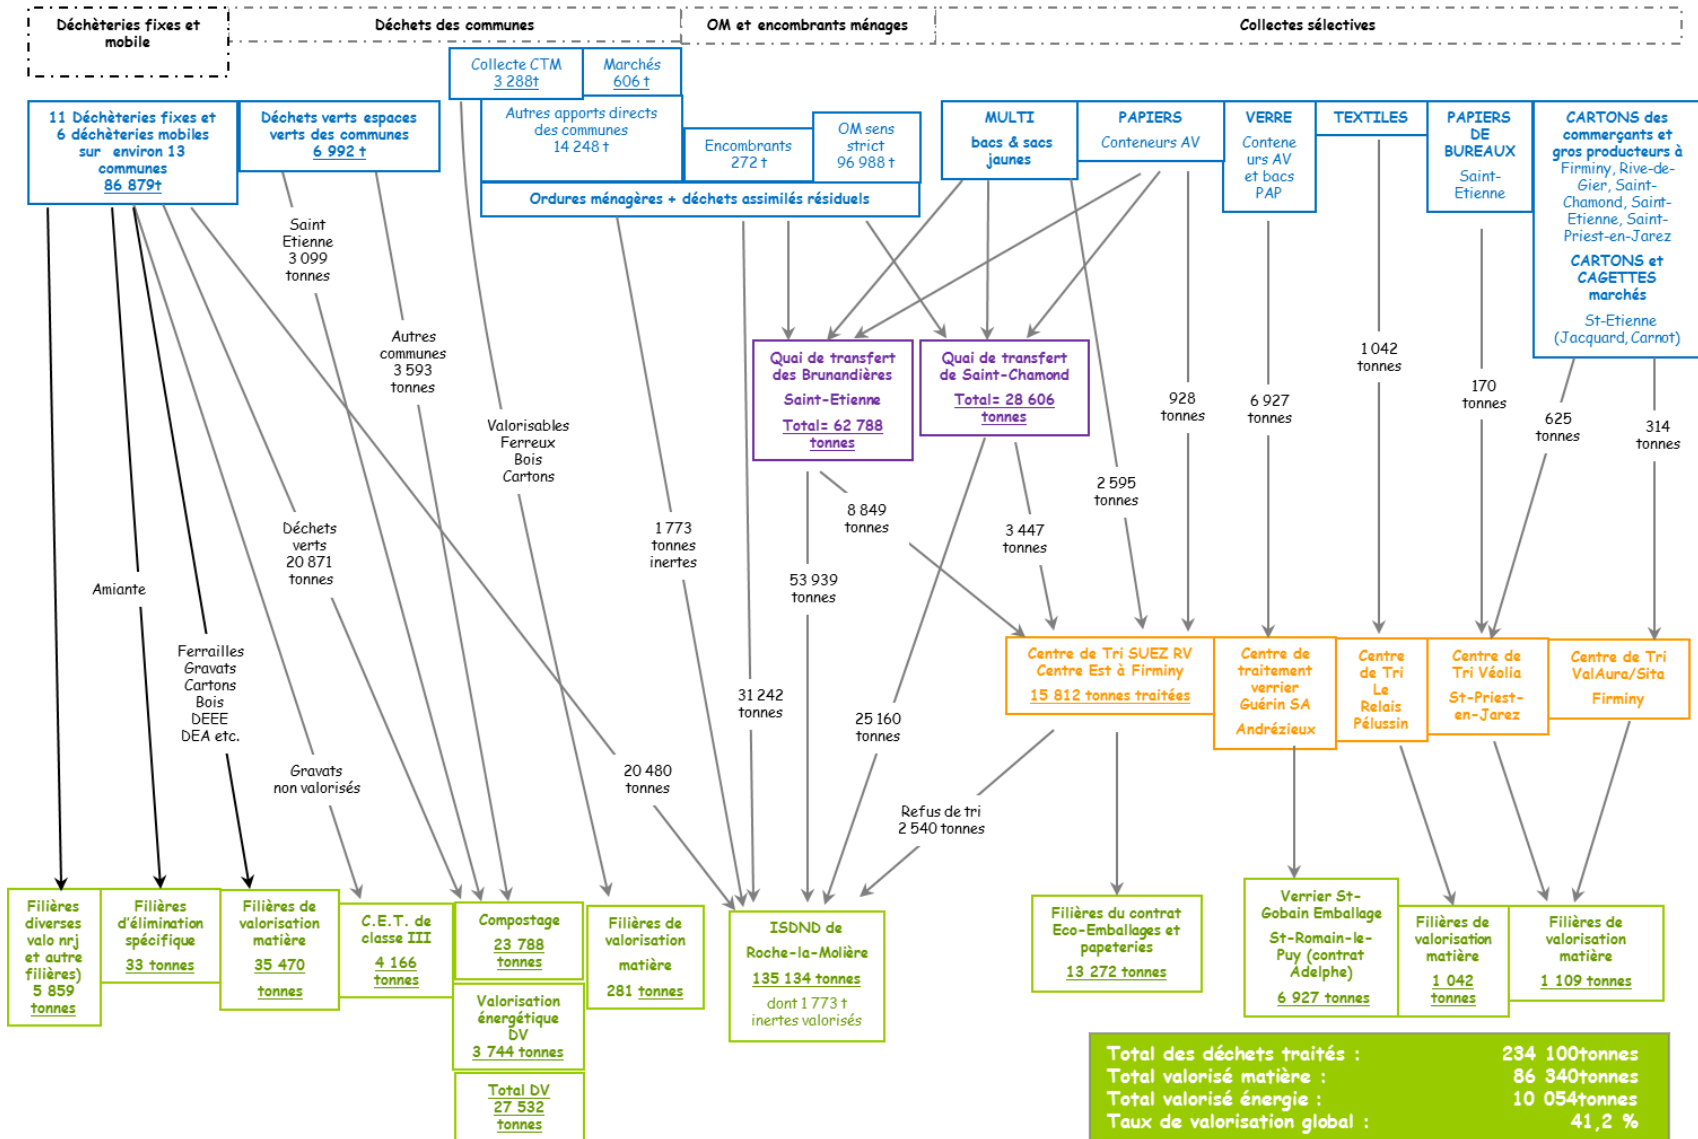 Déchèteries fixes et
mobile
Déchets des communes
OM et encombrants ménages
Collectes sélectives
Collecte CTM
3 288t
Marchés
606 t
11 Déchèteries fixes et
6 déchèteries mobiles
sur environ 13
communes
86 879t
Déchets verts espaces
verts des communes
6 992 t
Autres apports directs
des communes
14 248 t
Encombrants
272 t
OM sens
strict
96 988 t
Ordures ménagères + déchets assimilés résiduels
MULTI
bacs & sacs
jaunes
PAPIERS
Conteneurs AV
VERRE
Contene
urs AV
et bacs
PAP
TEXTILES
PAPIERS
DE
BUREAUX
Saint-
Etienne
CARTONS des
commerçants et
gros producteurs à
Firminy, Rive-de-
Gier, Saint-
Chamond, Saint-
Etienne, Saint-
Priest-en-Jarez
CARTONS et
CAGETTES
marchés
St-Etienne
(Jacquard, Carnot)
Saint
Etienne
3 099
tonnes
Autres
communes
3 593
tonnes
Valorisables
Ferreux
Bois
Cartons
Quai de transfert
des Brunandières
Saint-Etienne
Total= 62 788
tonnes
Quai de transfert
de Saint-Chamond
Total= 28 606
tonnes
928
tonnes
6 927
tonnes
1 042
tonnes
170
tonnes
625
tonnes
314
tonnes
Déchets
verts
20 871
tonnes
1 773
tonnes
inertes
8 849
tonnes
3 447
tonnes
2 595
tonnes
Amiante
53 939
tonnes
Ferrailles
Gravats
Cartons
Bois
DEEE
DEA etc.
31 242
tonnes
25 160
tonnes
Centre de Tri SUEZ RV
Centre Est à Firminy
15 812 tonnes traitées
Centre de
traitement
verrier
Guérin SA
Andrézieux
Centre
de Tri
Le
Relais
Pélussin
Centre de
Tri Véolia
St-Priest-
en-Jarez
Centre de Tri
ValAura/Sita
Firminy
Gravats
non valorisés
20 480
tonnes
Refus de tri
2 540 tonnes
Filières
diverses
valo nrj
et autre
filières)
5 859
tonnes
Filières
d'élimination
spécifique
33 tonnes
Filières de
valorisation
matière
35 470
tonnes
C.E.T. de
classe III
4 166
tonnes
Compostage
23 788
tonnes
Valorisation
énergétique
DV
3 744 tonnes
Total DV
27 532
tonnes
Filières de
valorisation
matière
281 tonnes
ISDND de
Roche-la-Molière
135 134 tonnes
dont 1 773 t
inertes valorisés
Filières du contrat
Eco-Emballages et
papeteries
13 272 tonnes
Verrier St-
Gobain Emballage
St-Romain-le-
Puy (contrat
Adelphe)
6 927 tonnes
Filières de
valorisation
matière
1 042
tonnes
Filières de
valorisation
matière
1 109 tonnes
Total des déchets traités : 234 100tonnes
Total valorisé matière : 86 340tonnes
Total valorisé énergie : 10 054tonnes
Taux de valorisation global : 41,2 %